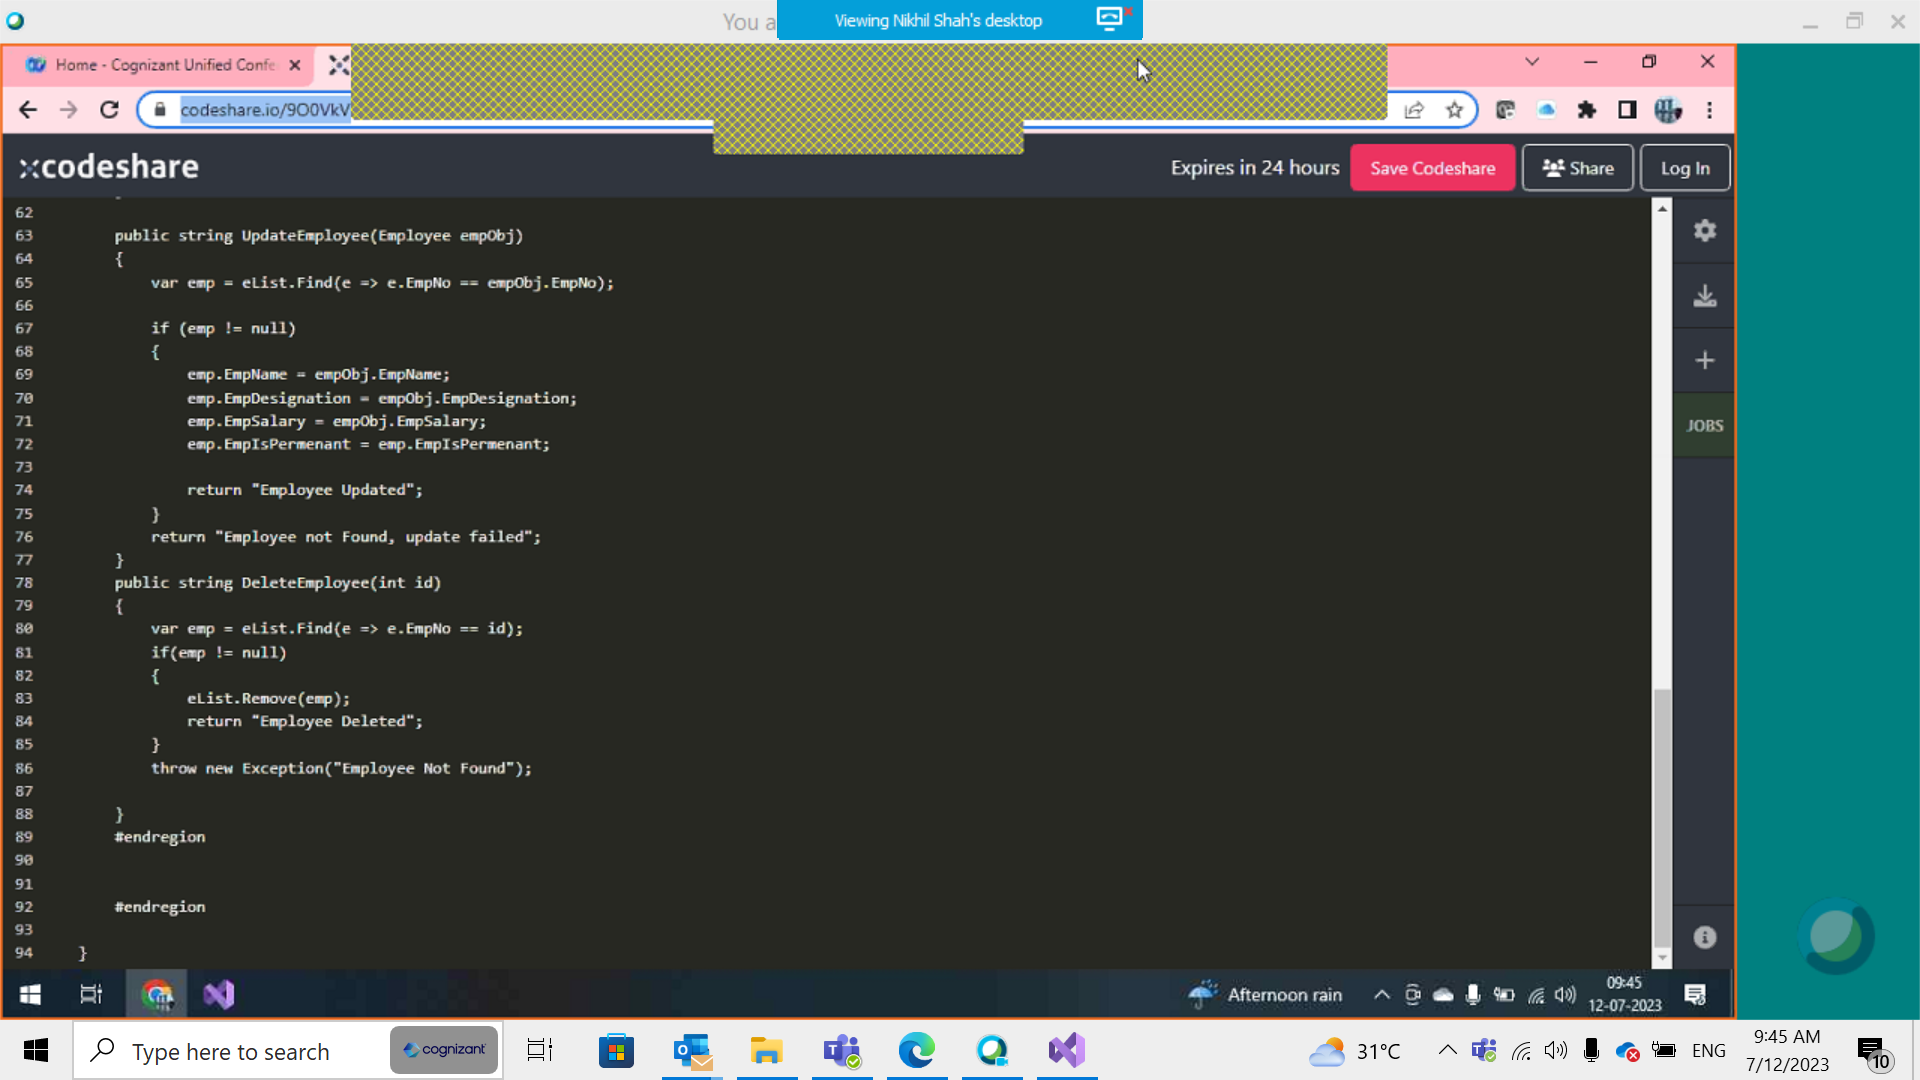 You a
Viewing Nikhil Shah's desktop
Home - Cognizant Unified Confe
codeshare.io/9O0VkV
codeshare
Expires in 24 hours
Save Codeshare
Share
Log In
62
63 public string UpdateEmployee(Employee empObj)
64 {
65 var emp = eList.Find(e => e.EmpNo == empObj.EmpNo);
66
67 if (emp != null)
68 {
69 emp.EmpName = empObj.EmpName;
70 emp.EmpDesignation = empObj.EmpDesignation;
71 emp.EmpSalary = empObj.EmpSalary;
72 emp.EmpIsPermenant = emp.EmpIsPermenant;
73
74 return "Employee Updated";
75 }
76 return "Employee not Found, update failed";
77 }
78 public string DeleteEmployee(int id)
79 {
80 var emp = eList.Find(e => e.EmpNo == id);
81 if(emp != null)
82 {
83 eList.Remove(emp);
84 return "Employee Deleted";
85 }
86 throw new Exception("Employee Not Found");
87
88 }
89 #endregion
90
91
92 #endregion
93
94 }
JOBS
Afternoon rain
09:45
12-07-2023
Type here to search
cognizant
31°C
ENG
9:45 AM
7/12/2023
10